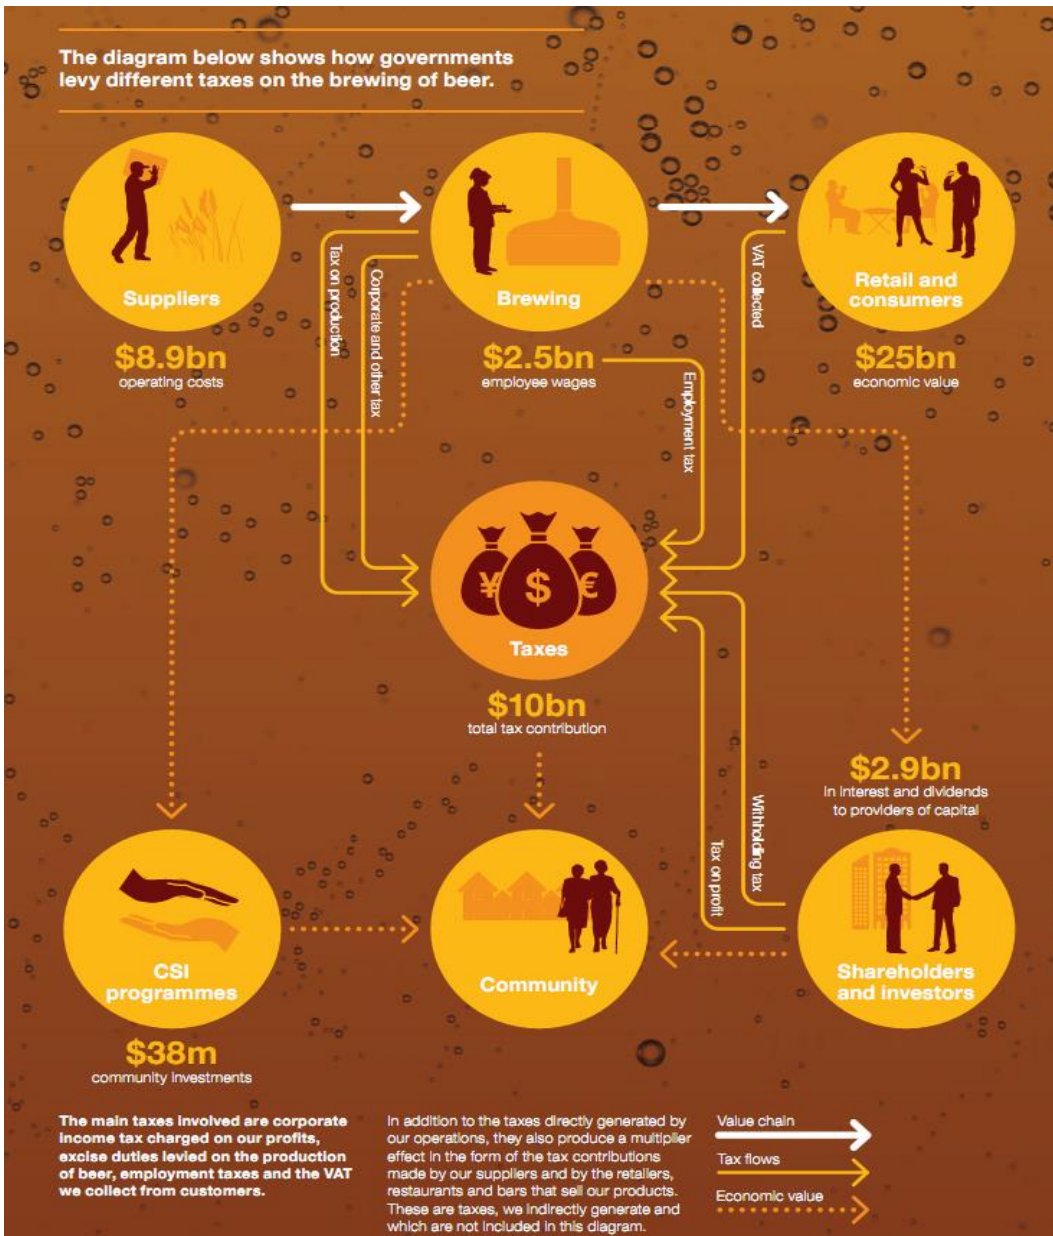 The diagram below shows how governments
levy different taxes on the brewing of beer.
Suppliers
$8.9bn
operating costs
Tax on production
Corporate and other tax
Brewing
$2.5bn
employee wages
Employment tax
VAT collected
Retail and
consumers
$25bn
economic value
¥
$
€
Taxes
$10bn
total tax contribution
$2.9bn
in interest and dividends
to providers of capital
Withholding tax
Tax on profit
CSI
programmes
$38m
community investments
Community
Shareholders
and investors
The main taxes involved are corporate
income tax charged on our profits,
excise duties levied on the production
of beer, employment taxes and the VAT
we collect from customers.
In addition to the taxes directly generated by
our operations, they also produce a multiplier
effect in the form of the tax contributions
made by our suppliers and by the retailers,
restaurants and bars that sell our products.
These are taxes, we indirectly generate and
which are not included in this diagram.
Value chain
Tax flows
Economic value